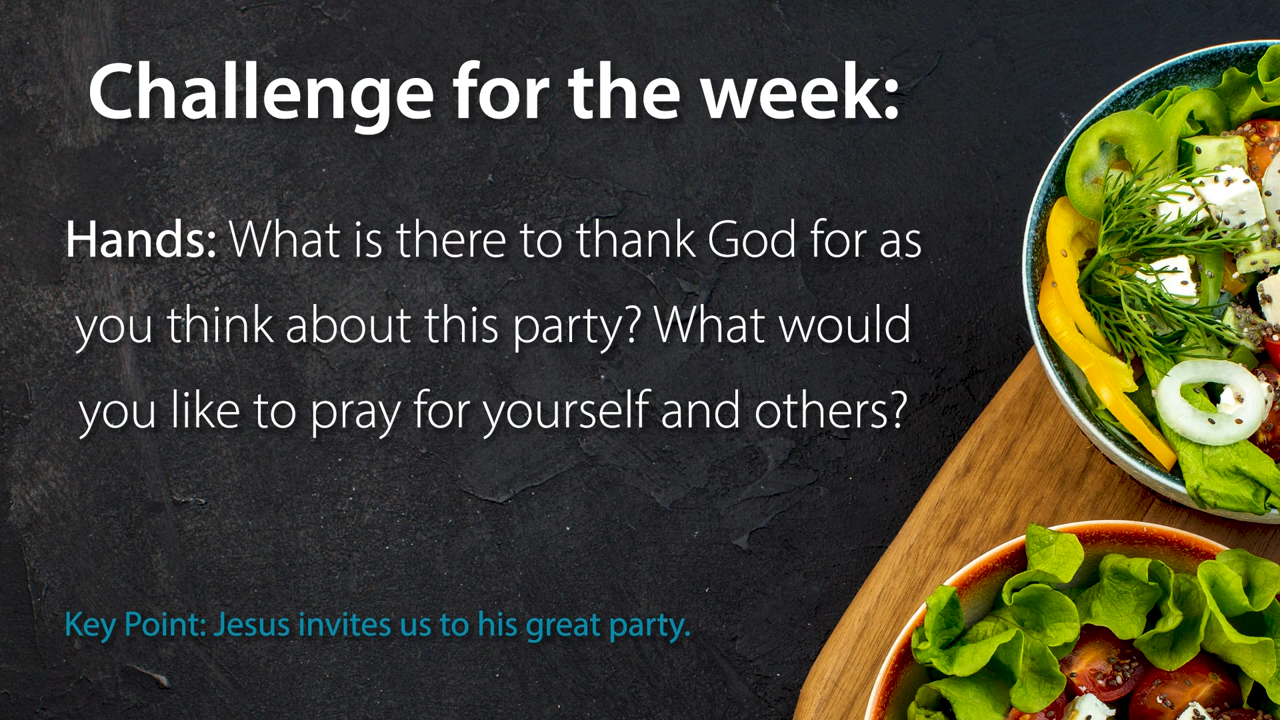 Challenge for the week:
Hands: What is there to thank God for as
you think about this party? What would
you like to pray for yourself and others?
Key Point: Jesus invites us to his great party.